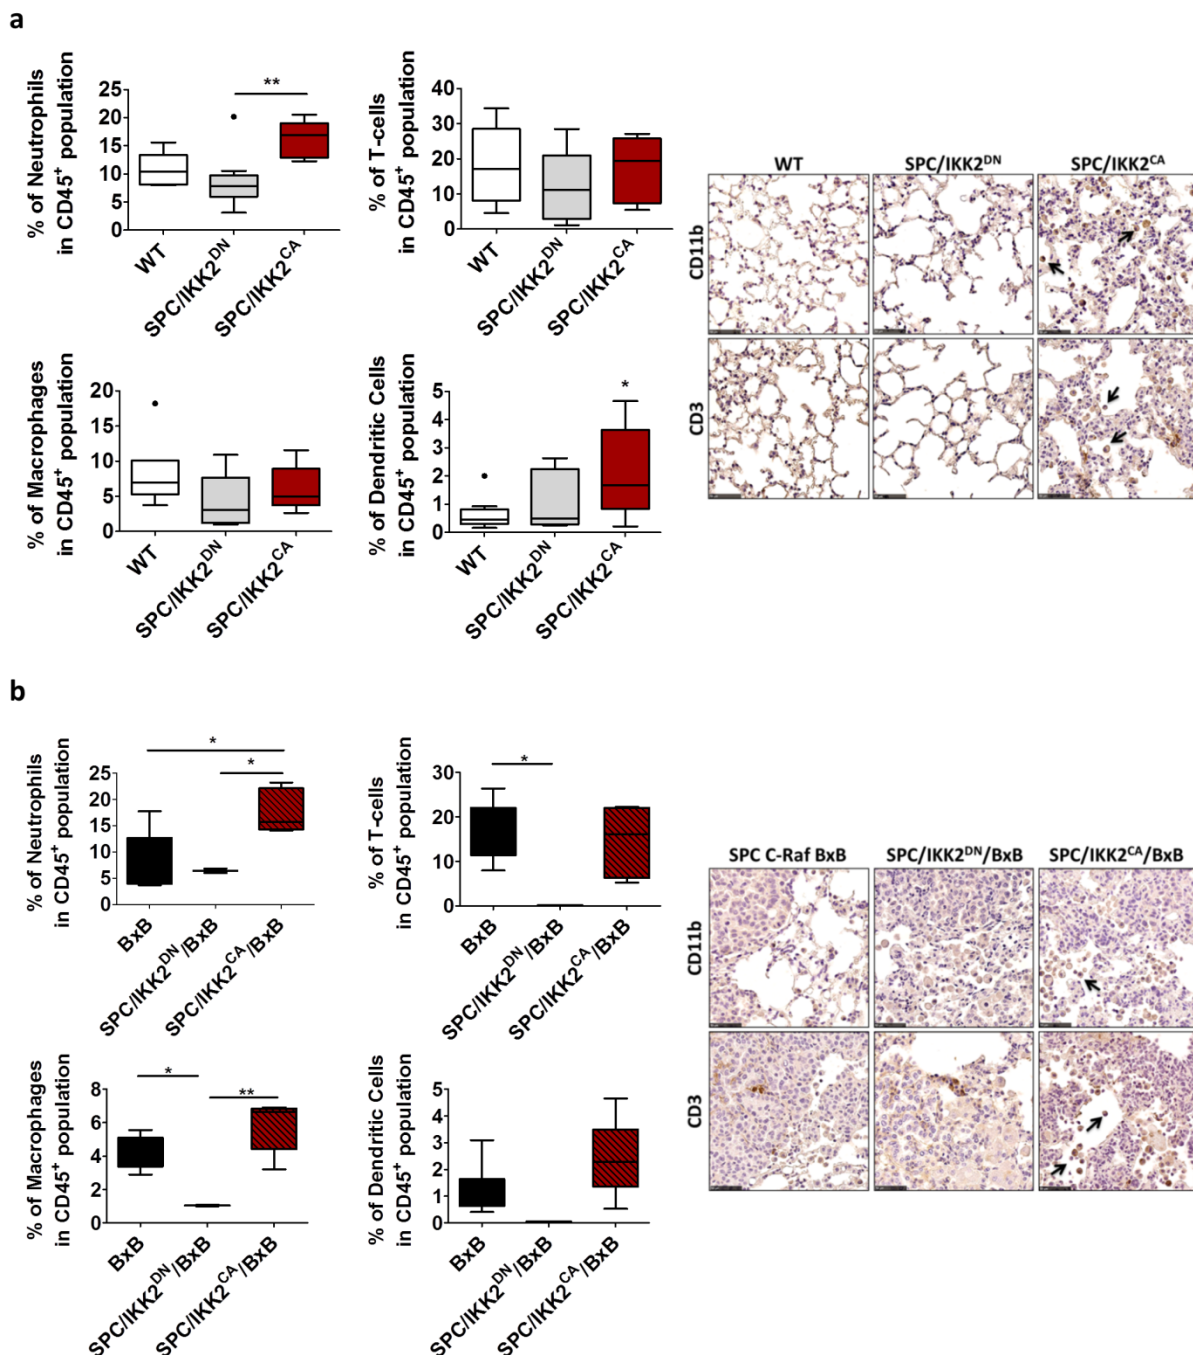 a
% of Neutrophils
in CD45+ population
25
20
15
10
5
0
**
WT
SPC/IKK2DN
SPC/IKK2CA
% of T-cells
in CD45+ population
40
30
20
10
0
WT
SPC/IKK2DN
SPC/IKK2CA
% of Macrophages
in CD45+ population
20
15
10
5
0
WT
SPC/IKK2DN
SPC/IKK2CA
% of Dendritic Cells
in CD45+ population
5
4
3
2
1
0
*
WT
SPC/IKK2DN
SPC/IKK2CA
WT
SPC/IKK2DN
SPC/IKK2CA
CD11b
CD3
b
% of Neutrophils
in CD45+ population
25
20
15
10
5
0
*
*
BxB
SPC/IKK2DN/BxB
SPC/IKK2CA/BxB
% of T-cells
in CD45+ population
30
20
10
0
*
BxB
SPC/IKK2DN/BxB
SPC/IKK2CA/BxB
% of Macrophages
in CD45+ population
8
6
4
2
0
*
**
BxB
SPC/IKK2DN/BxB
SPC/IKK2CA/BxB
% of Dendritic Cells
in CD45+ population
5
4
3
2
1
0
BxB
SPC/IKK2DN/BxB
SPC/IKK2CA/BxB
SPC C-Raf BxB
SPC/IKK2DN/BxB
SPC/IKK2CA/BxB
CD11b
CD3